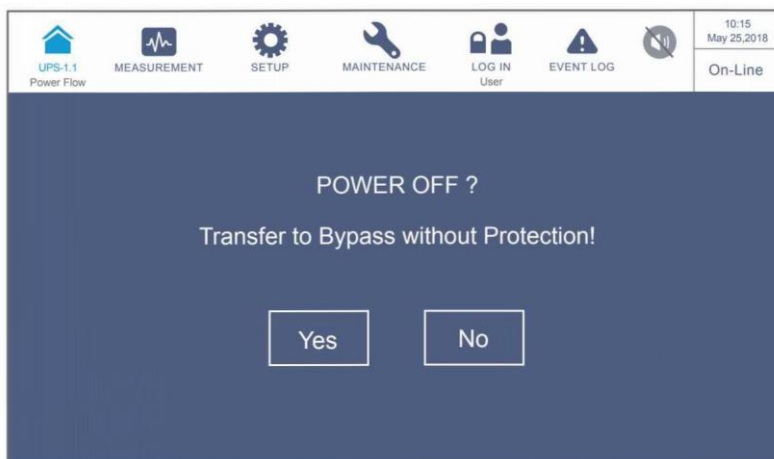 UPS-1.1
Power Flow
MEASUREMENT
SETUP
MAINTENANCE
LOG IN
User
EVENT LOG
10:15
May 25,2018
On-Line
POWER OFF ?
Transfer to Bypass without Protection!
Yes
No